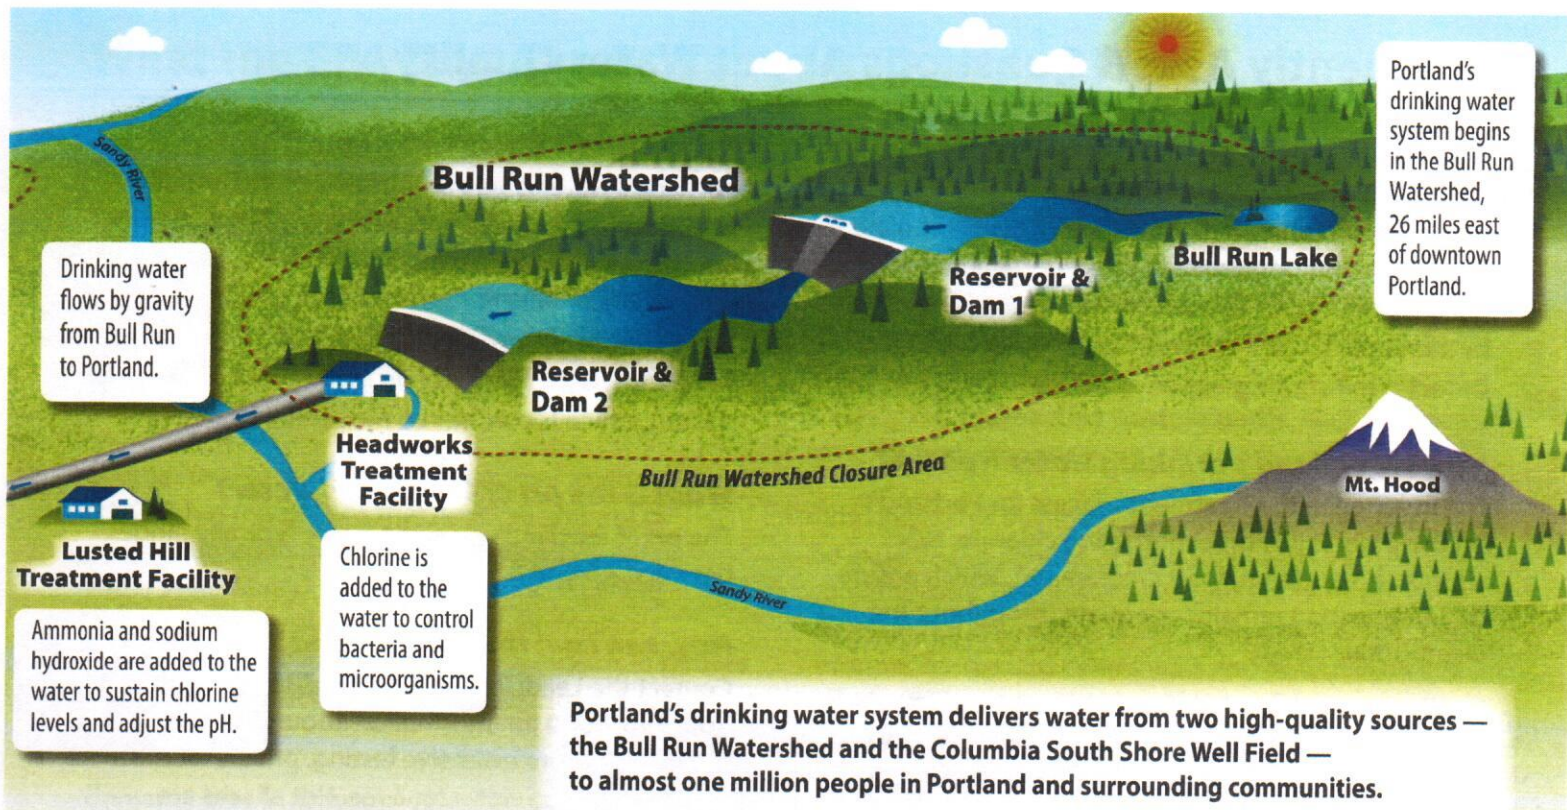 Portland's
drinking water
system begins
in the Bull Run
Watershed,
26 miles east
of downtown
Portland.
Sandy River
Bull Run Watershed
Bull Run Lake
Reservoir &
Dam 1
Drinking water
flows by gravity
from Bull Run
to Portland.
Reservoir &
Dam 2
Headworks
Treatment
Facility
Bull Run Watershed Closure Area
Mt. Hood
Lusted Hill
Treatment Facility
Chlorine is
added to the
water to control
bacteria and
microorganisms.
Sandy River
Ammonia and sodium
hydroxide are added to the
water to sustain chlorine
levels and adjust the pH.
Portland's drinking water system delivers water from two high-quality sources —
the Bull Run Watershed and the Columbia South Shore Well Field —
to almost one million people in Portland and surrounding communities.